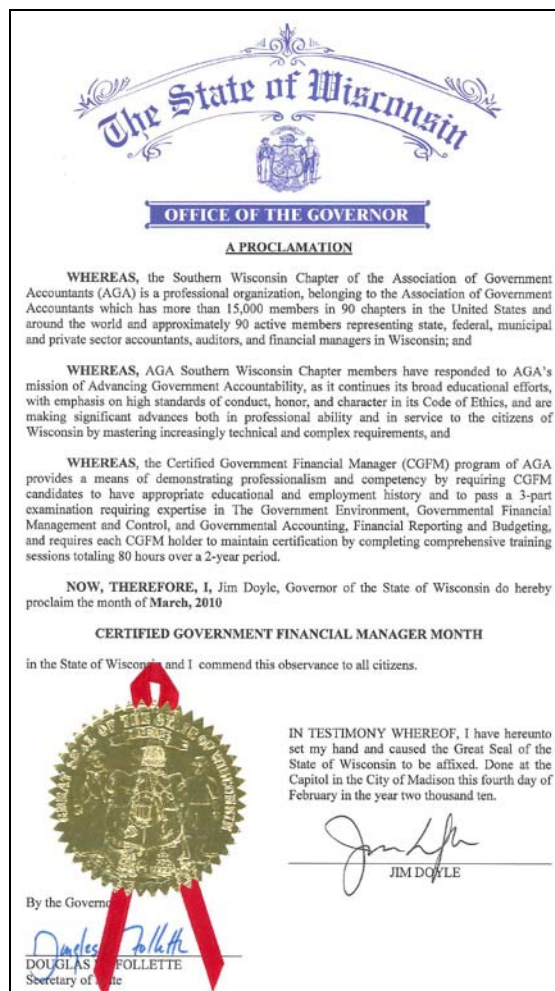 The State of Wisconsin
OFFICE OF THE GOVERNOR
A PROCLAMATION
WHEREAS, the Southern Wisconsin Chapter of the Association of Government
Accountants (AGA) is a professional organization, belonging to the Association of Government
Accountants which has more than 15,000 members in 90 chapters in the United States and
around the world and approximately 90 active members representing state, federal, municipal
and private sector accountants, auditors, and financial managers in Wisconsin; and
WHEREAS, AGA Southern Wisconsin Chapter members have responded to AGA's
mission of Advancing Government Accountability, as it continues its broad educational efforts,
with emphasis on high standards of conduct, honor, and character in its Code of Ethics, and are
making significant advances both in professional ability and in service to the citizens of
Wisconsin by mastering increasingly technical and complex requirements, and
WHEREAS, the Certified Government Financial Manager (CGFM) program of AGA
provides a means of demonstrating professionalism and competency by requiring CGFM
candidates to have appropriate educational and employment history and to pass a 3-part
examination requiring expertise in The Government Environment, Governmental Financial
Management and Control, and Governmental Accounting, Financial Reporting and Budgeting,
and requires each CGFM holder to maintain certification by completing comprehensive training
sessions totaling 80 hours over a 2-year period.
NOW, THEREFORE, I, Jim Doyle, Governor of the State of Wisconsin do hereby
proclaim the month of March, 2010
CERTIFIED GOVERNMENT FINANCIAL MANAGER MONTH
in the State of Wisconsin and I commend this observance to all citizens.
GREAT SEAL OF THE STATE OF WISCONSIN
IN TESTIMONY WHEREOF, I have hereunto
set my hand and caused the Great Seal of the
State of Wisconsin to be affixed. Done at the
Capitol in the City of Madison this fourth day of
February in the year two thousand ten.
JIM DOYLE
By the Governor
Douglas Follette
DOUGLAS FOLLETTE
Secretary of State